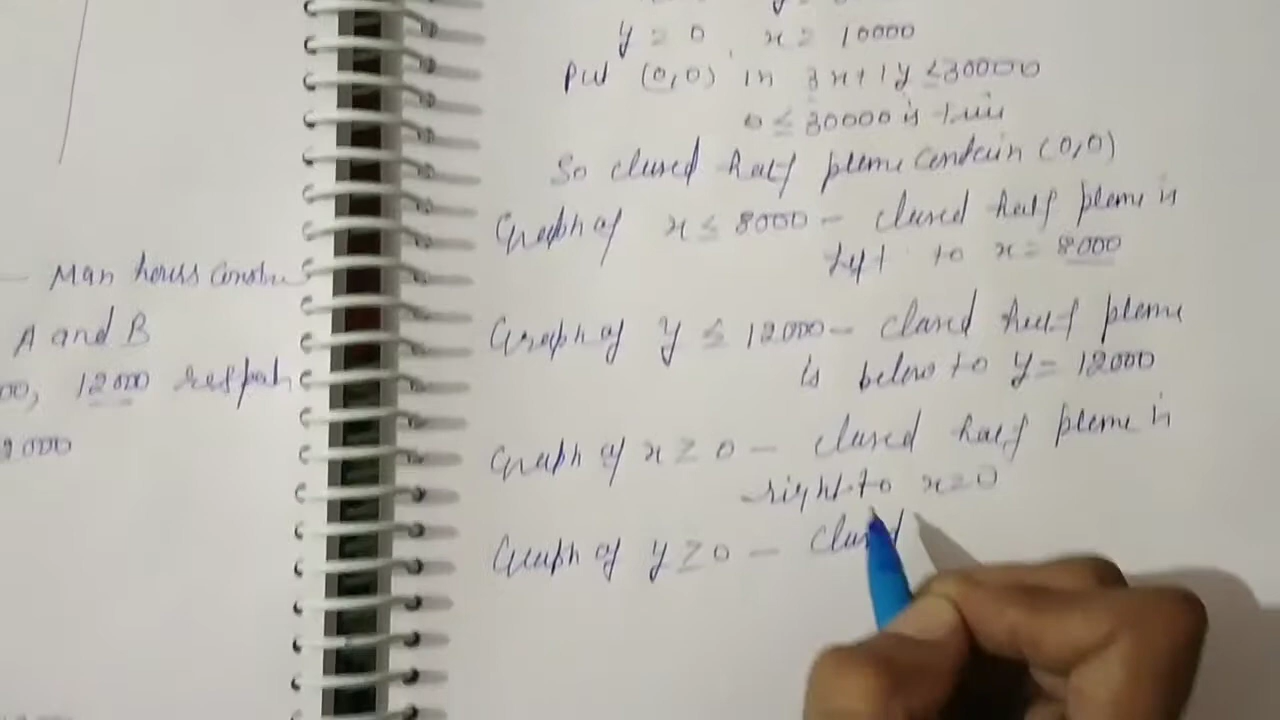 Man hours
A and B
00, 12000
2000
y = 0, x = 10000
Put (0,0) in 3x+1y ≤30000
0 ≤ 30000 is true
So closed half plane contain (0,0)
Graph of x ≤ 8000 - closed half plane is
left to x = 8000
Graph of y ≤ 12000 - closed half plane
is below to y = 12000
Graph of x ≥ 0 - closed half plane is
right to x=0
Graph of y ≥ 0 - closed